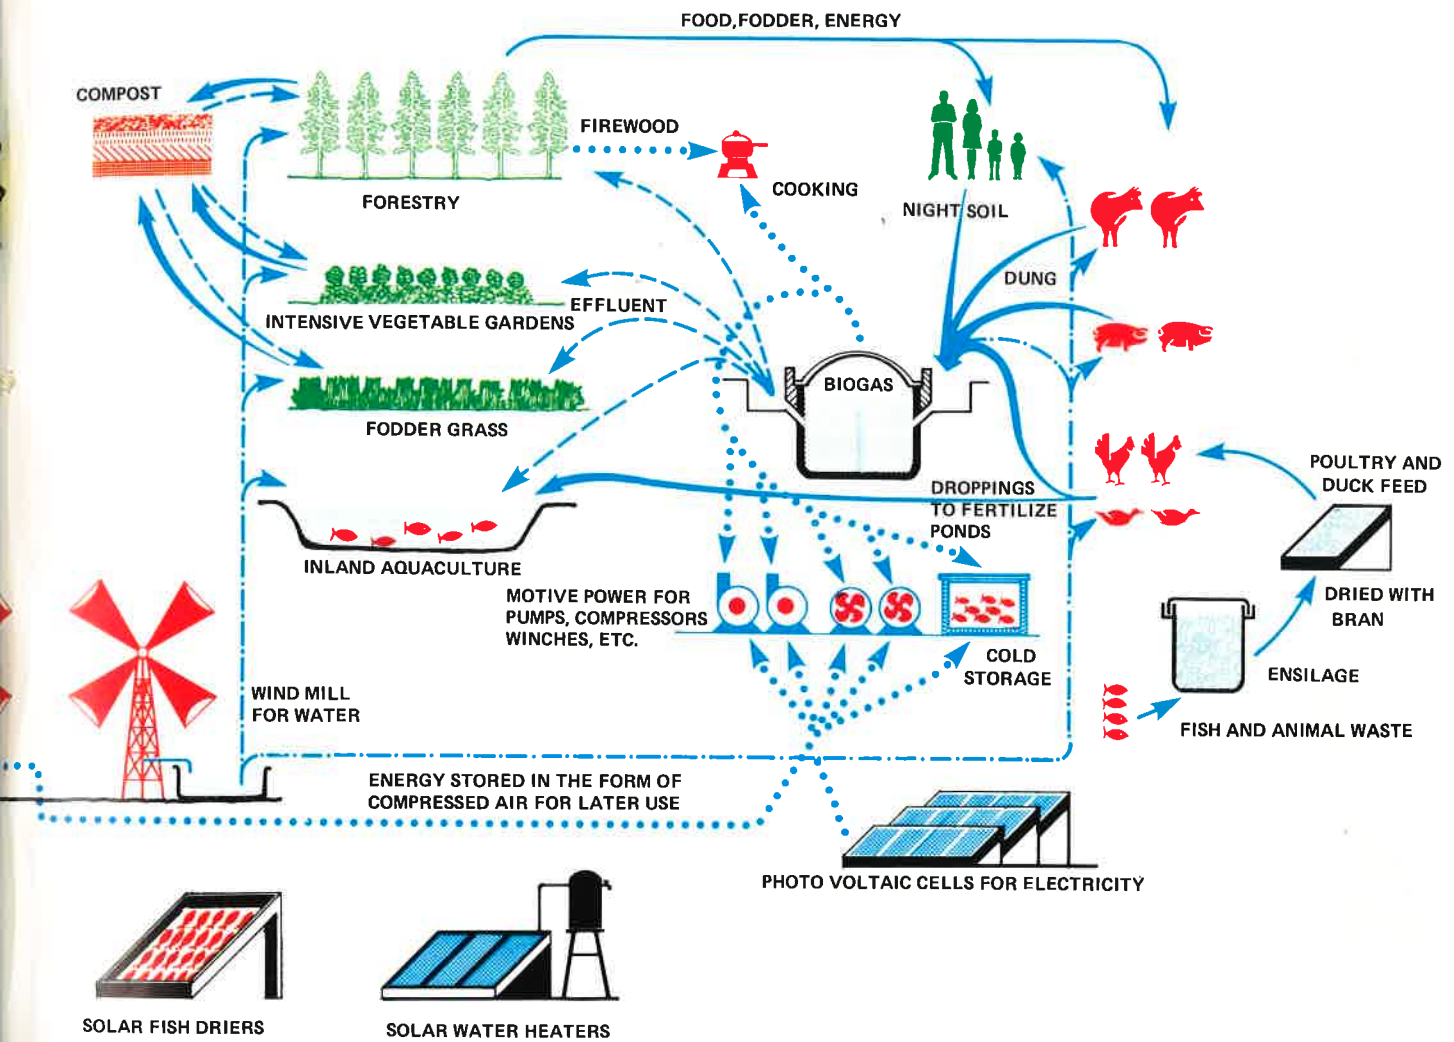 FOOD,FODDER, ENERGY
COMPOST
FIREWOOD
COOKING
FORESTRY
NIGHT SOIL
DUNG
EFFLUENT
INTENSIVE VEGETABLE GARDENS
BIOGAS
FODDER GRASS
POULTRY AND
DUCK FEED
DROPPINGS
TO FERTILIZE
PONDS
INLAND AQUACULTURE
MOTIVE POWER FOR
PUMPS, COMPRESSORS
WINCHES, ETC.
DRIED WITH
BRAN
COLD
STORAGE
ENSILAGE
WIND MILL
FOR WATER
FISH AND ANIMAL WASTE
ENERGY STORED IN THE FORM OF
COMPRESSED AIR FOR LATER USE
PHOTO VOLTAIC CELLS FOR ELECTRICITY
SOLAR FISH DRIERS
SOLAR WATER HEATERS